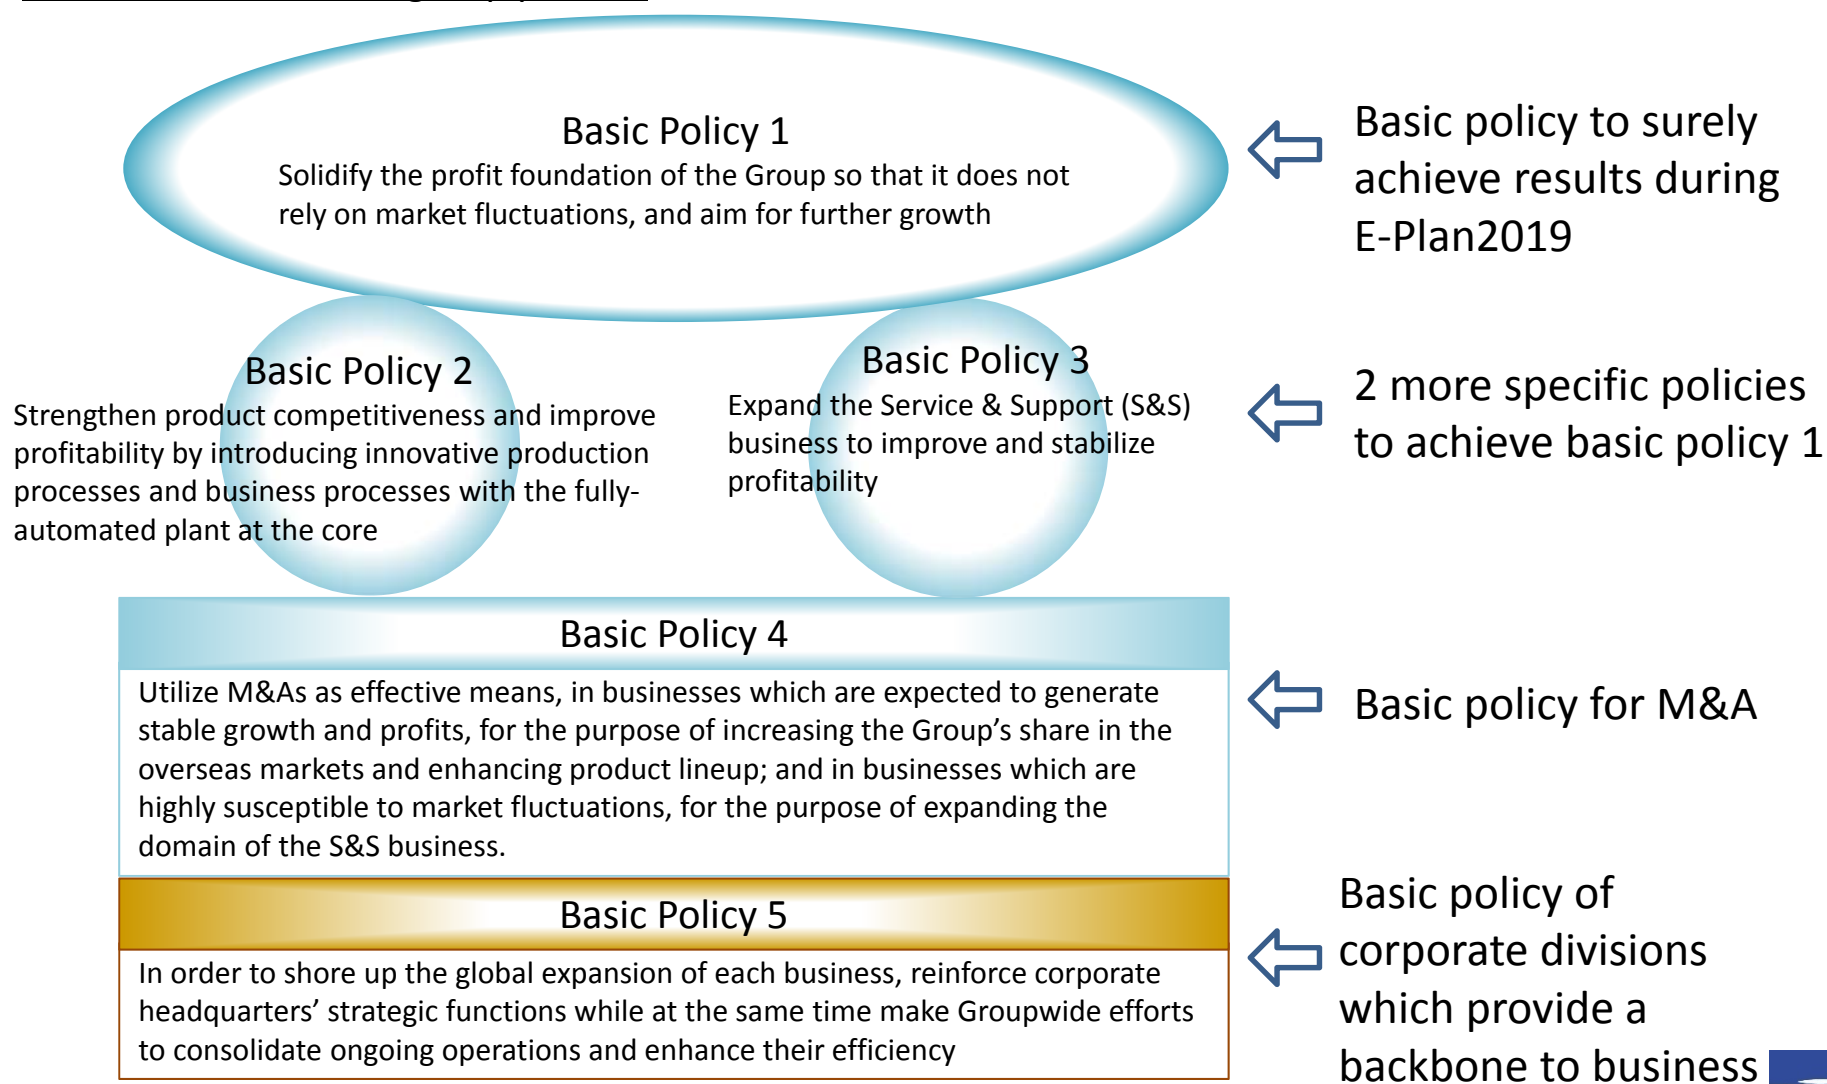 Basic Policy 1
Solidify the profit foundation of the Group so that it does not
rely on market fluctuations, and aim for further growth
Basic policy to surely
achieve results during
E-Plan2019
Basic Policy 2
Strengthen product competitiveness and improve
profitability by introducing innovative production
processes and business processes with the fully-
automated plant at the core
Basic Policy 3
Expand the Service & Support (S&S)
business to improve and stabilize
profitability
2 more specific policies
to achieve basic policy 1
Basic Policy 4
Utilize M&As as effective means, in businesses which are expected to generate
stable growth and profits, for the purpose of increasing the Group’s share in the
overseas markets and enhancing product lineup; and in businesses which are
highly susceptible to market fluctuations, for the purpose of expanding the
domain of the S&S business.
Basic policy for M&A
Basic Policy 5
In order to shore up the global expansion of each business, reinforce corporate
headquarters’ strategic functions while at the same time make Groupwide efforts
to consolidate ongoing operations and enhance their efficiency
Basic policy of
corporate divisions
which provide a
backbone to business